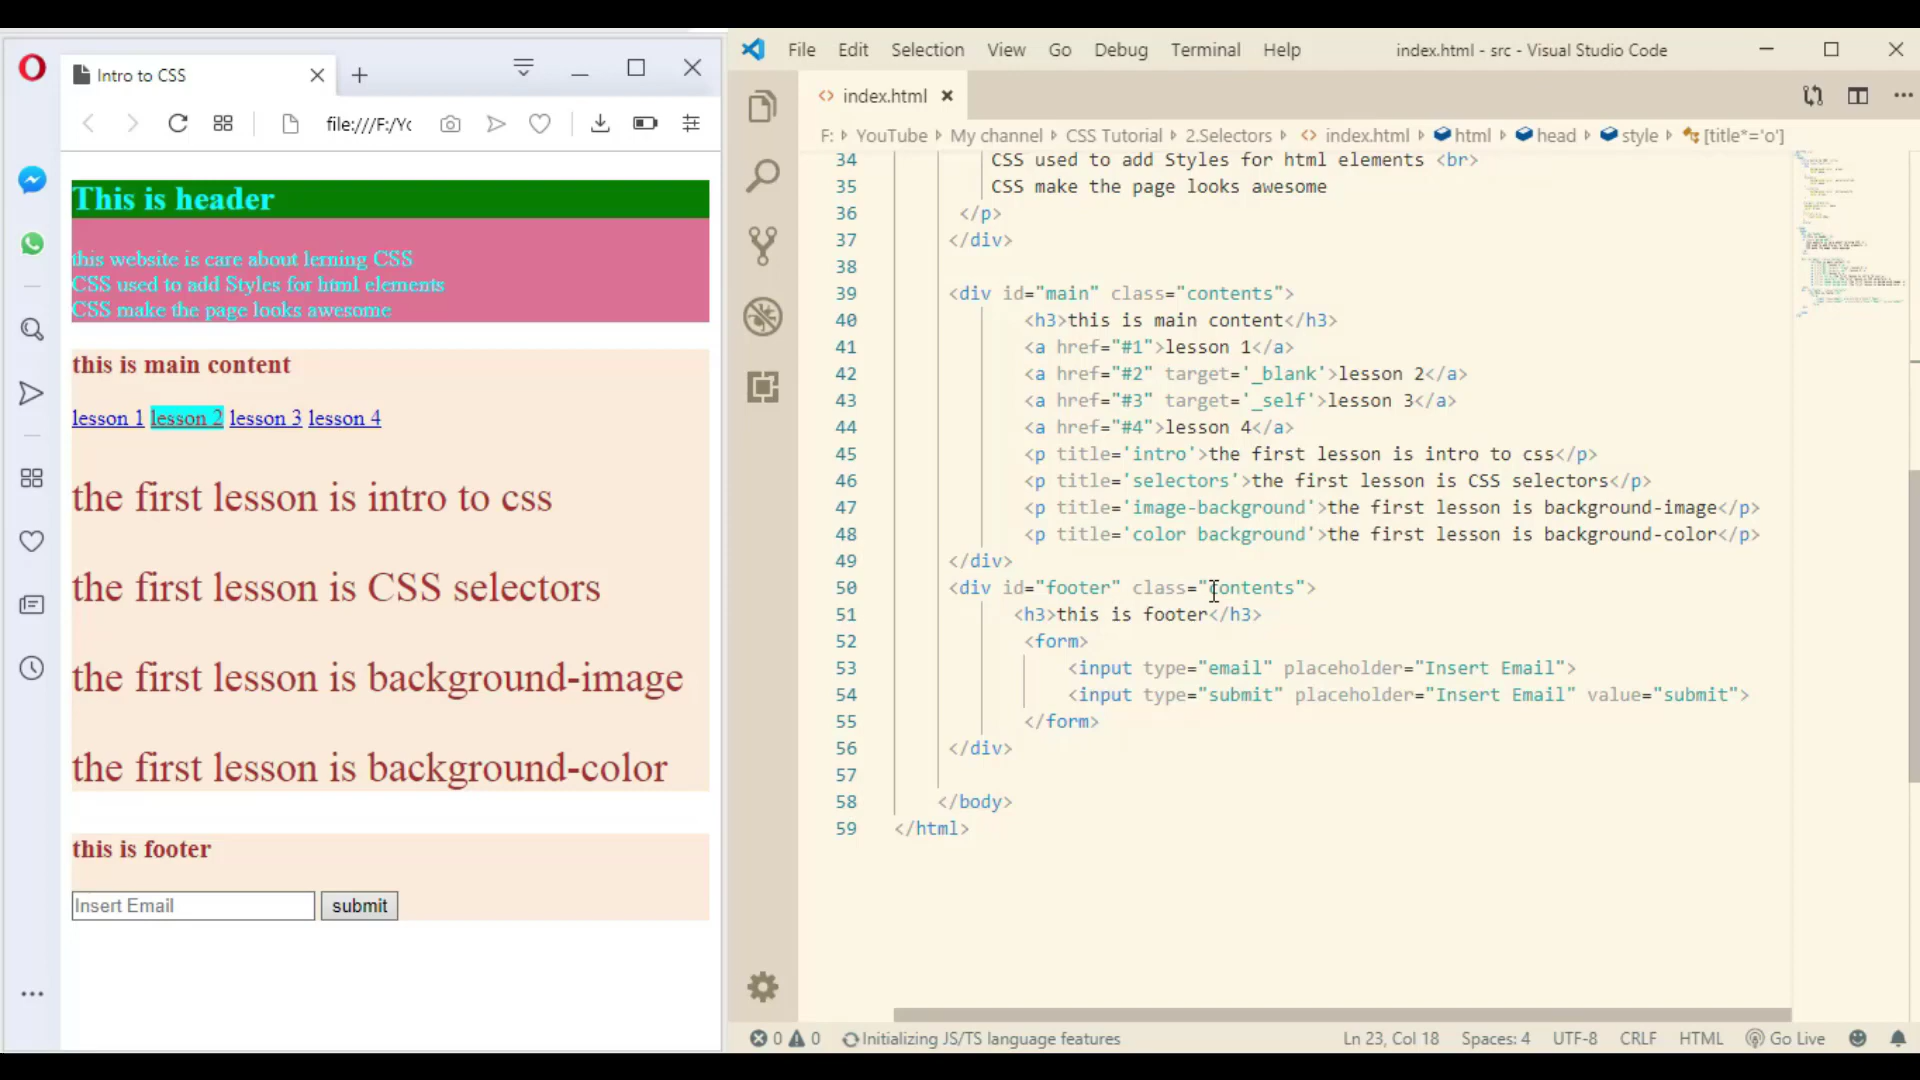 Intro to CSS
file:///F:/Yc
This is header
this website is care about lerning CSS
CSS used to add Styles for html elements
CSS make the page looks awesome
this is main content
lesson 1 lesson 2 lesson 3 lesson 4
the first lesson is intro to css
the first lesson is CSS selectors
the first lesson is background-image
the first lesson is background-color
this is footer
Insert Email submit
File Edit Selection View Go Debug Terminal Help index.html - src - Visual Studio Code
<> index.html
F: YouTube My channel CSS Tutorial 2.Selectors <> index.html html head style [title*='o']
34 CSS used to add Styles for html elements <br>
35 CSS make the page looks awesome
36 </p>
37 </div>
38
39 <div id="main" class="contents">
40 <h3>this is main content</h3>
41 <a href="#1">lesson 1</a>
42 <a href="#2" target='_blank'>lesson 2</a>
43 <a href="#3" target='_self'>lesson 3</a>
44 <a href="#4">lesson 4</a>
45 <p title='intro'>the first lesson is intro to css</p>
46 <p title='selectors'>the first lesson is CSS selectors</p>
47 <p title='image-background'>the first lesson is background-image</p>
48 <p title='color background'>the first lesson is background-color</p>
49 </div>
50 <div id="footer" class="contents">
51 <h3>this is footer</h3>
52 <form>
53 <input type="email" placeholder="Insert Email">
54 <input type="submit" placeholder="Insert Email" value="submit">
55 </form>
56 </div>
57
58 </body>
59 </html>
0 0 Initializing JS/TS language features Ln 23, Col 18 Spaces: 4 UTF-8 CRLF HTML Go Live